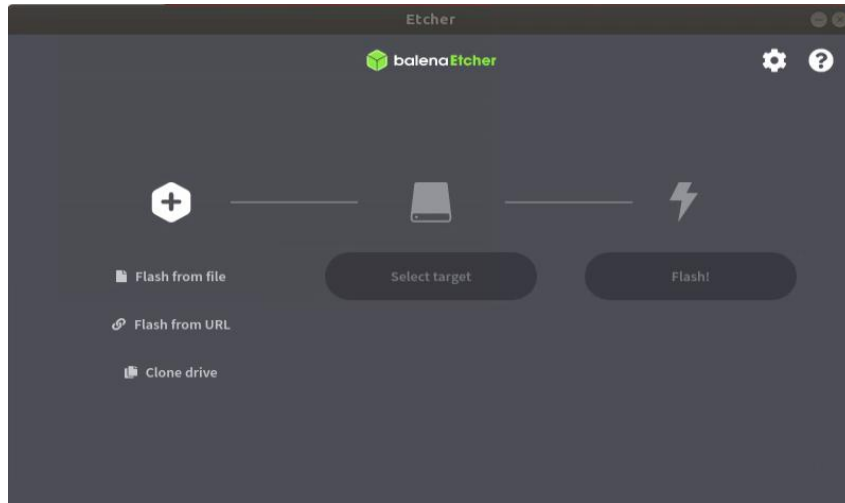 Etcher
balenaEtcher
Flash from file
Select target
Flash!
Flash from URL
Clone drive